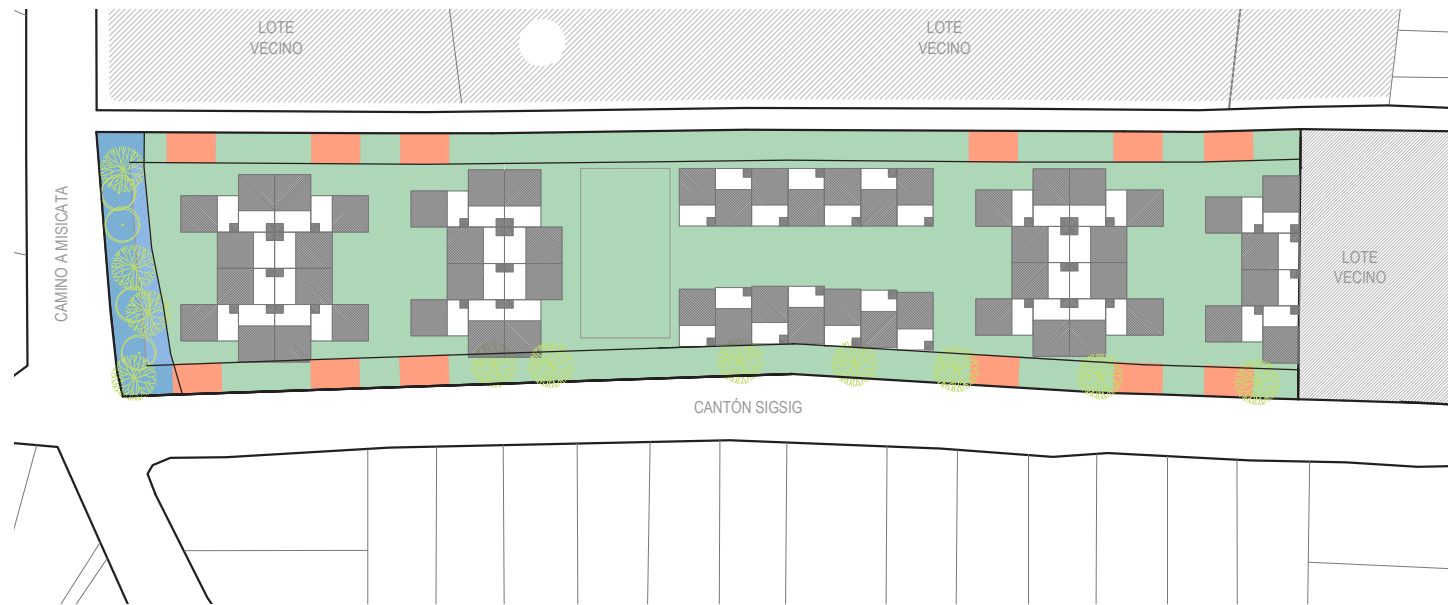 LOTE
VECINO
LOTE
VECINO
CAMINO A MISICATA
LOTE
VECINO
CANTÓN SIGSIG